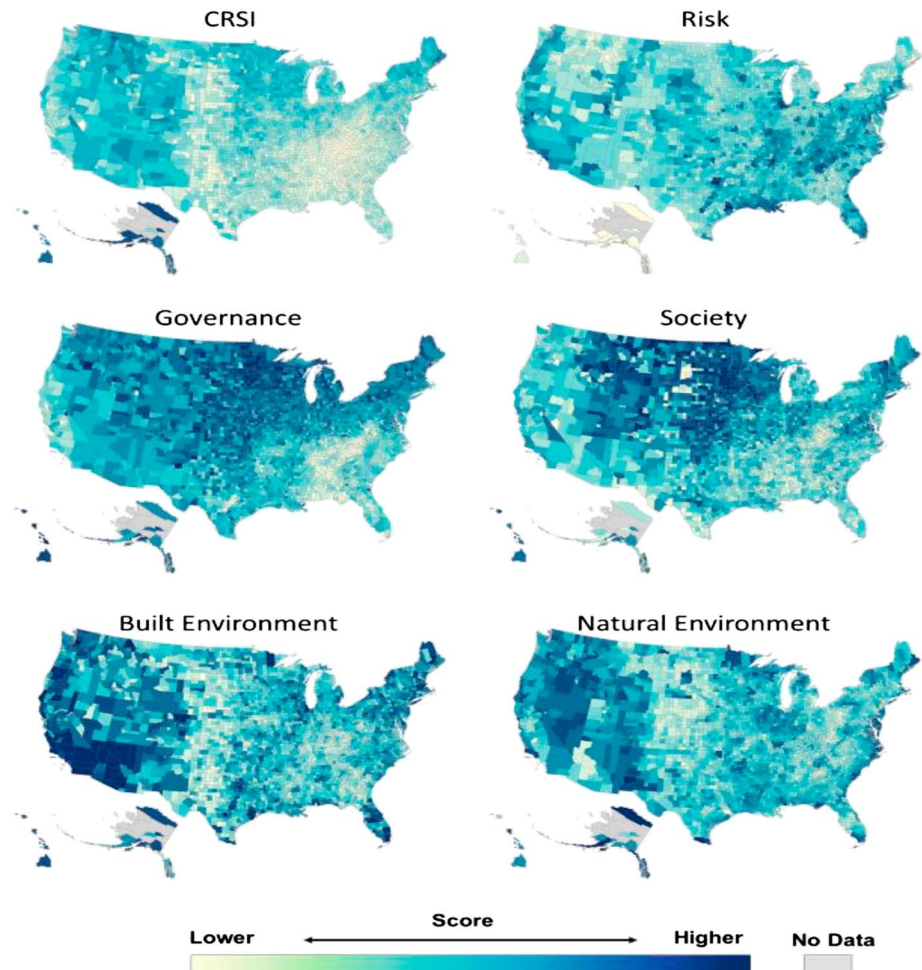 CRSI
Risk
Governance
Society
Built Environment
Natural Environment
Score
Lower
Higher
No Data